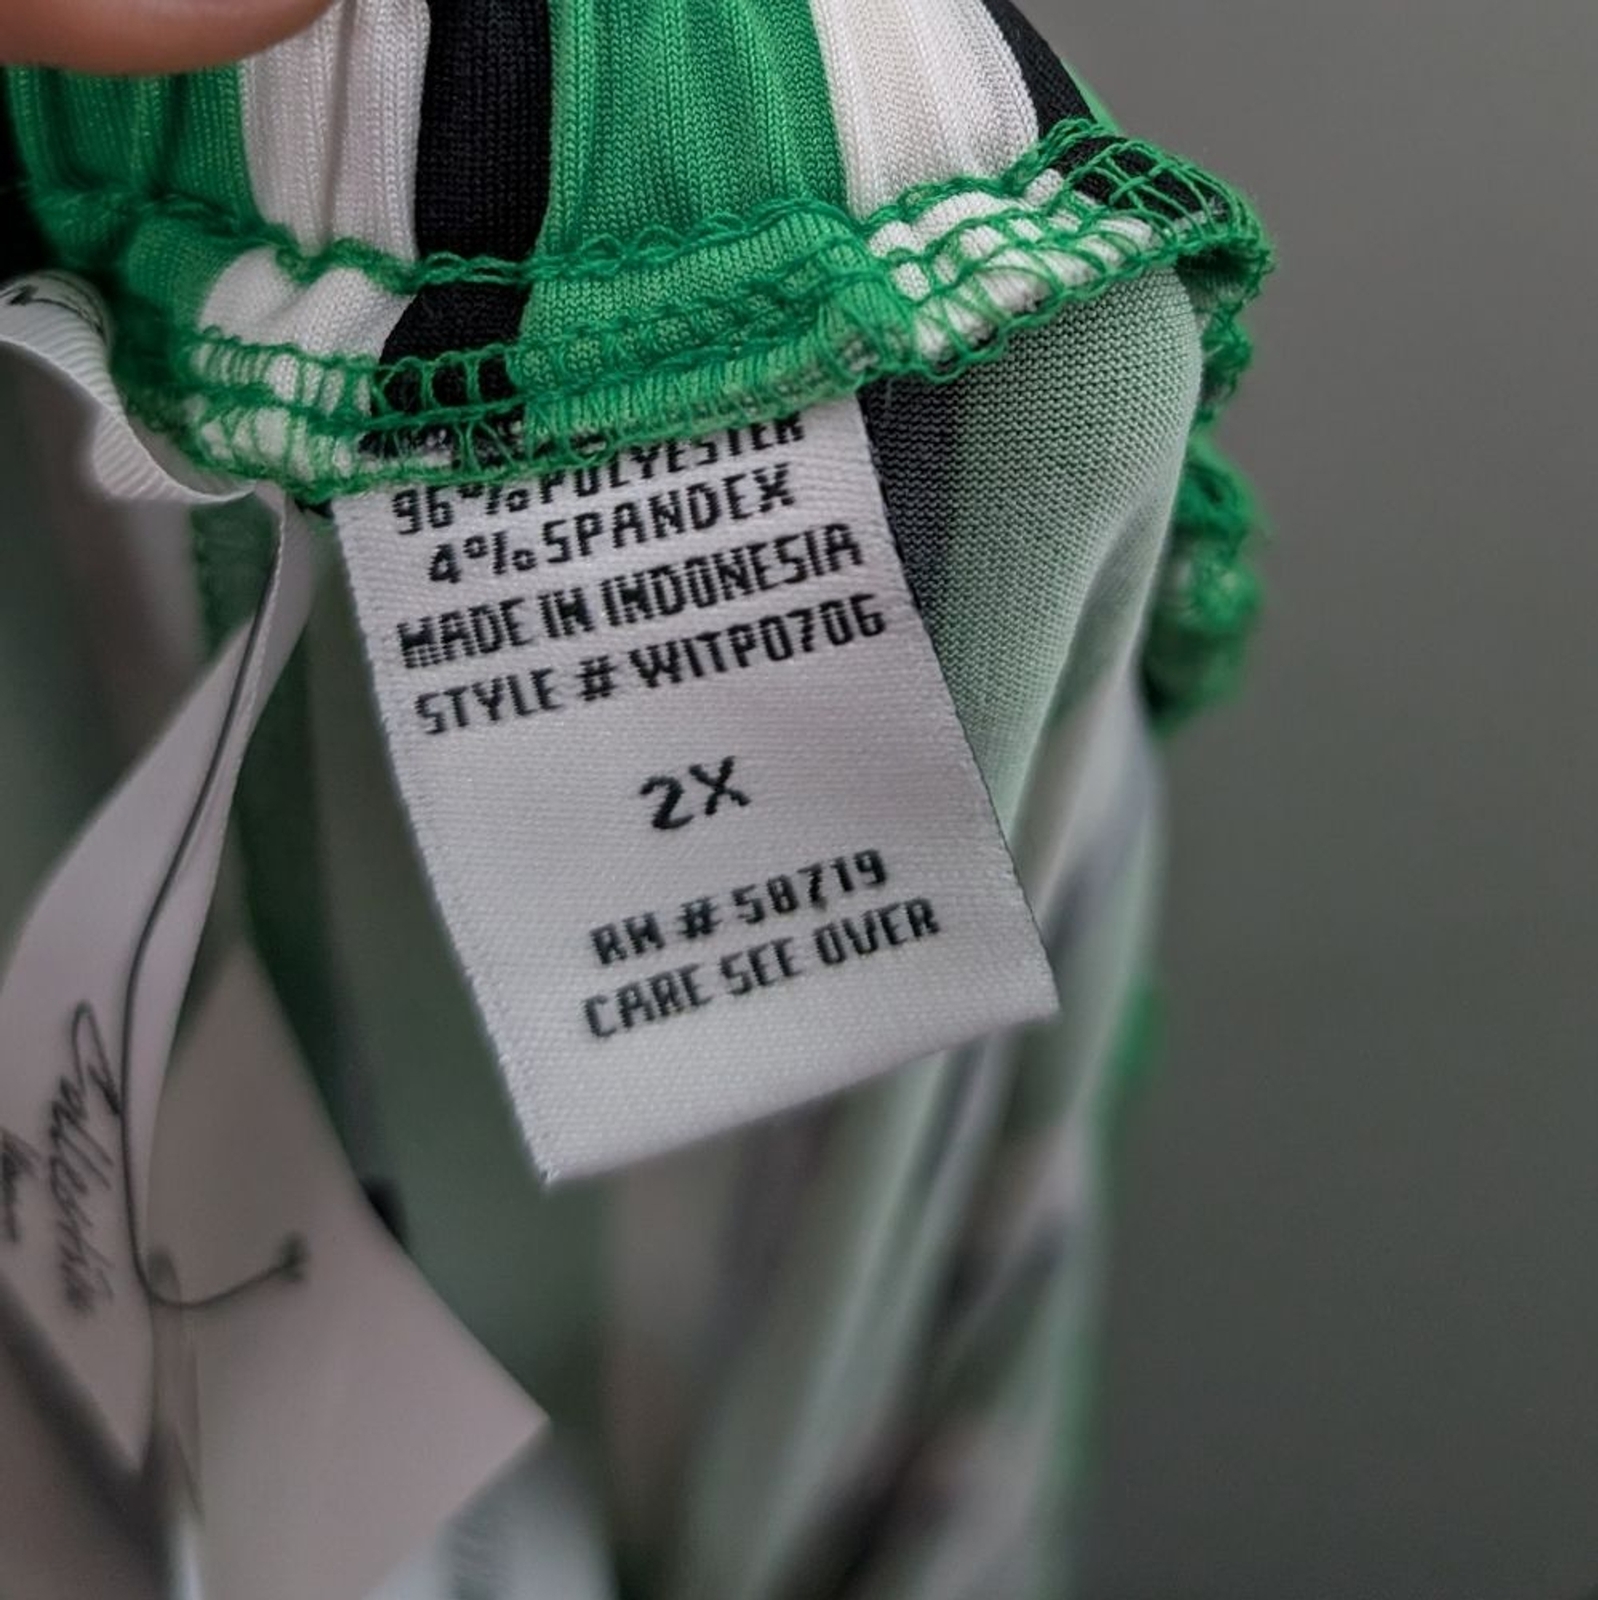 96% POLYESTER
4% SPANDEX
MADE IN INDONESIA
STYLE # WITP0706
2X
RN # 58719
CARE SEE OVER